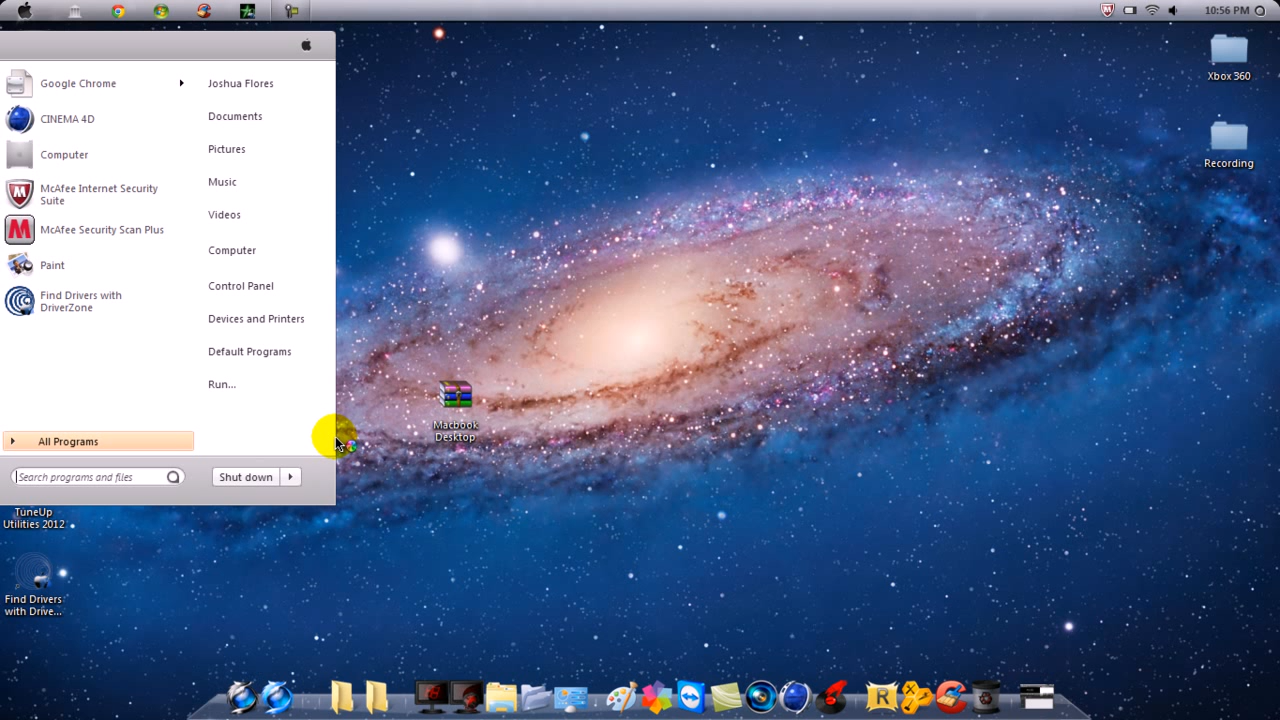 10:56 PM
Google Chrome
CINEMA 4D
Computer
McAfee Internet Security
Suite
McAfee Security Scan Plus
Paint
Find Drivers with
DriverZone
All Programs
Search programs and files
Joshua Flores
Documents
Pictures
Music
Videos
Computer
Control Panel
Devices and Printers
Default Programs
Run...
Shut down
Xbox 360
Recording
Macbook
Desktop
TuneUp
Utilities 2012
Find Drivers
with Drive...